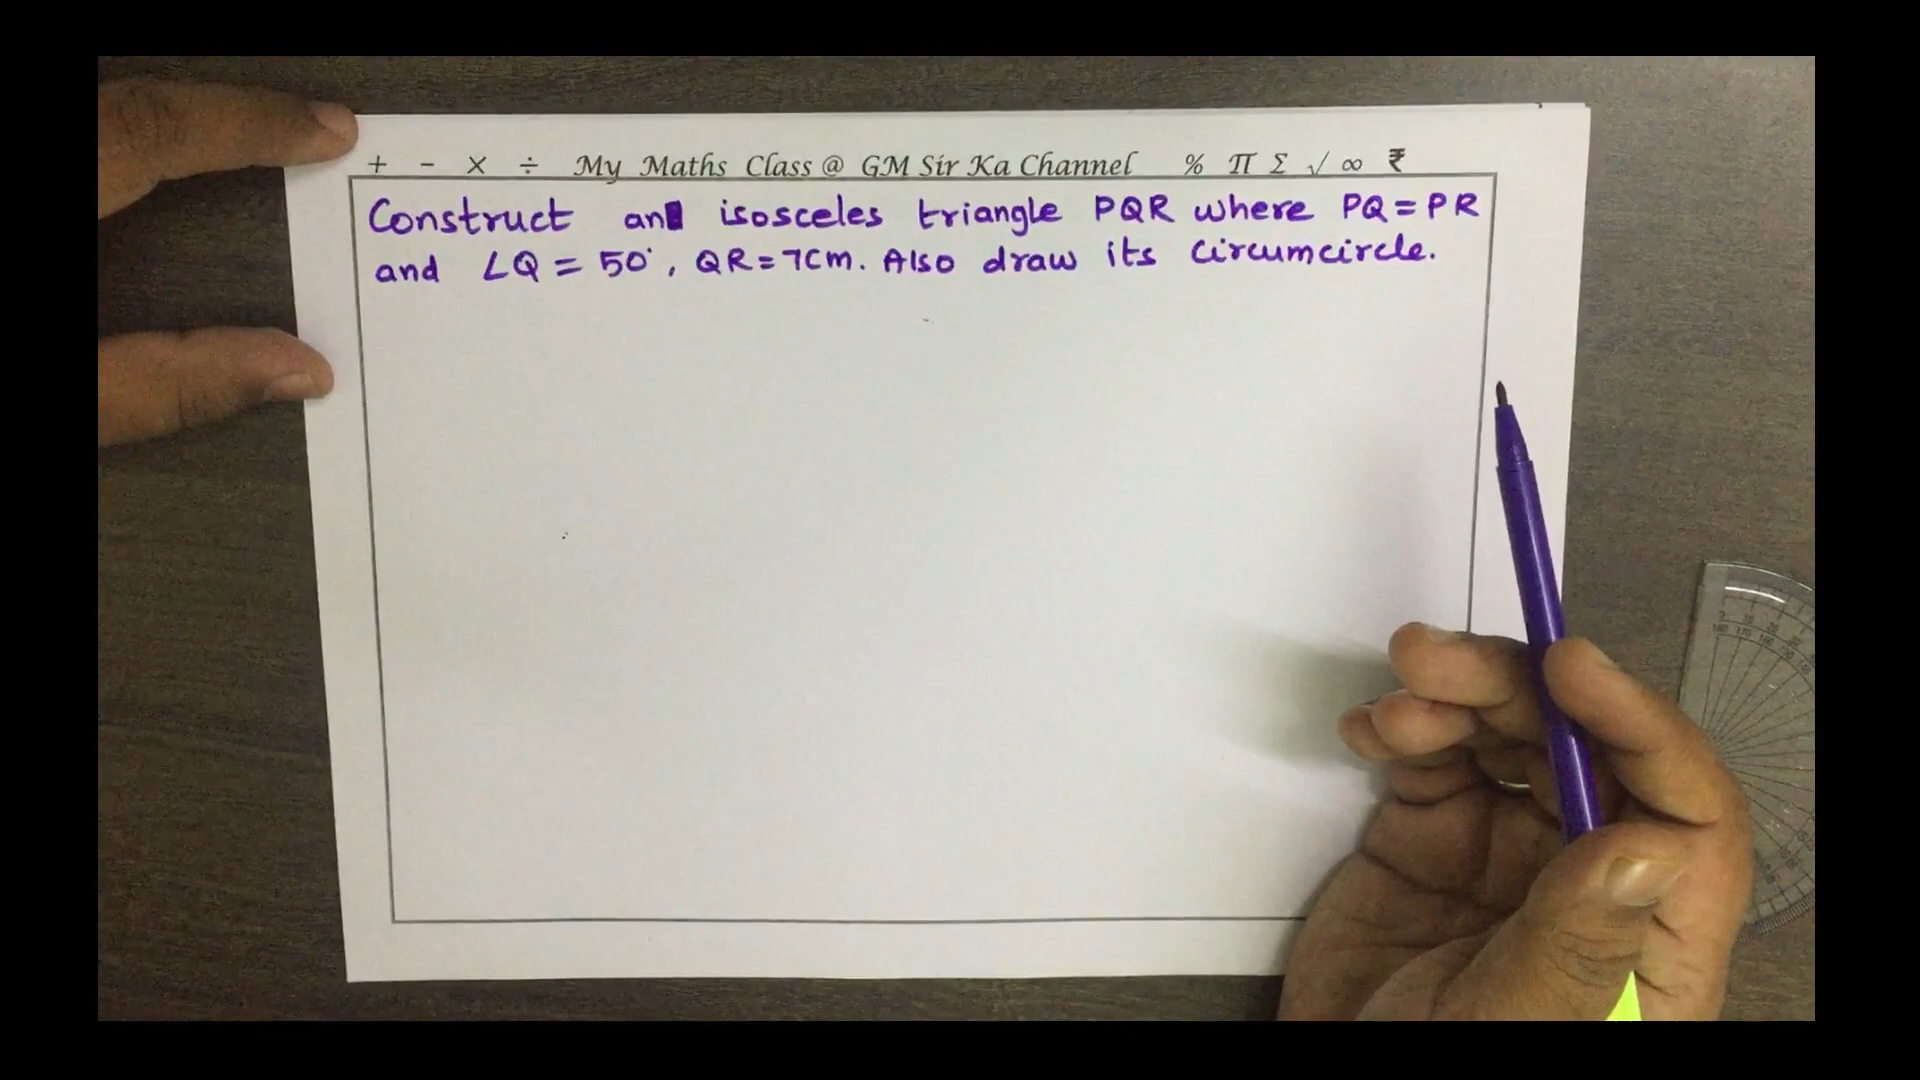 + - × ÷ My Maths Class @ GM Sir Ka Channel % Π Σ √ ∞ ₹
Construct an isosceles triangle PQR where PQ = PR
and ∠Q = 50°, QR = 7cm. Also draw its circumcircle.